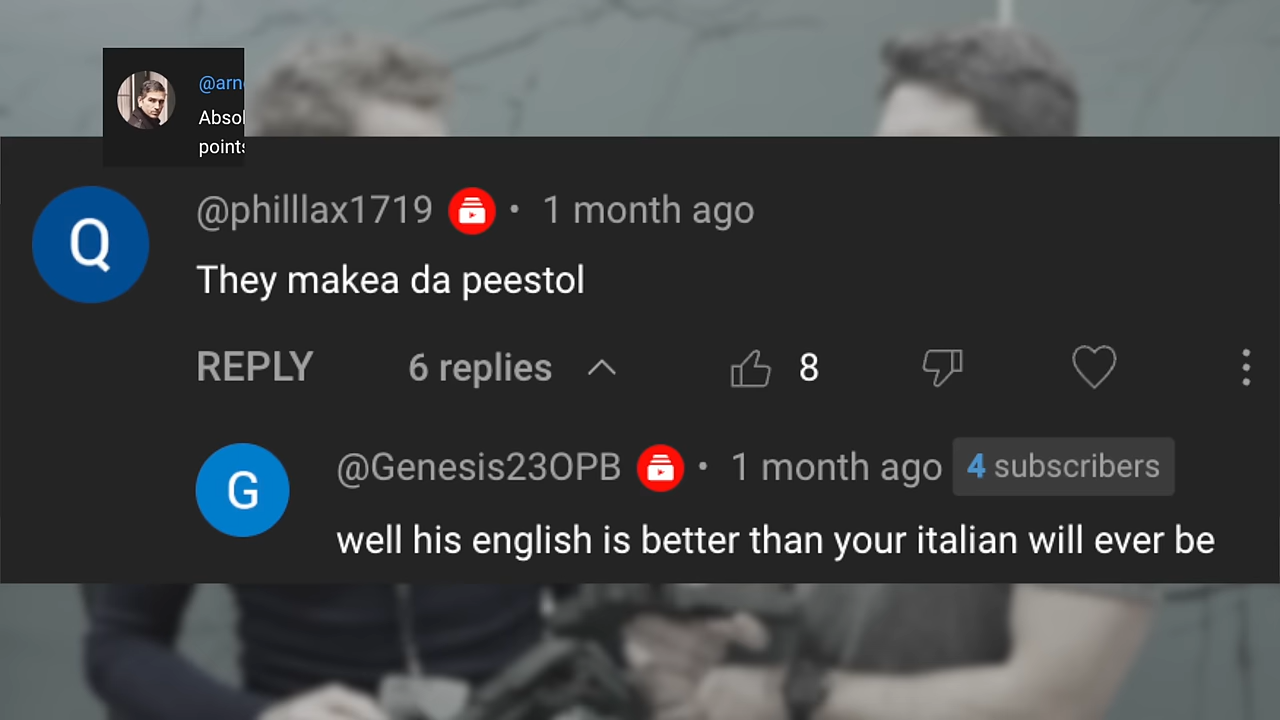 @arn
Absol
points
Q
@philllax1719 • 1 month ago
They makea da peestol
REPLY 6 replies 8
G
@Genesis23OPB • 1 month ago 4 subscribers
well his english is better than your italian will ever be